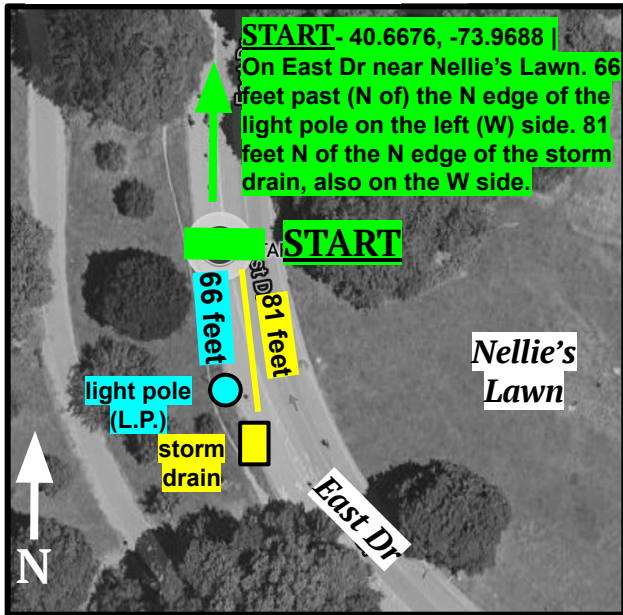 START- 40.6676, -73.9688 |
On East Dr near Nellie's Lawn. 66
feet past (N of) the N edge of the
light pole on the left (W) side. 81
feet N of the N edge of the storm
drain, also on the W side.
START
66 feet
81 feet
Nellie's
Lawn
light pole
(L.P.)
storm
drain
East Dr
N